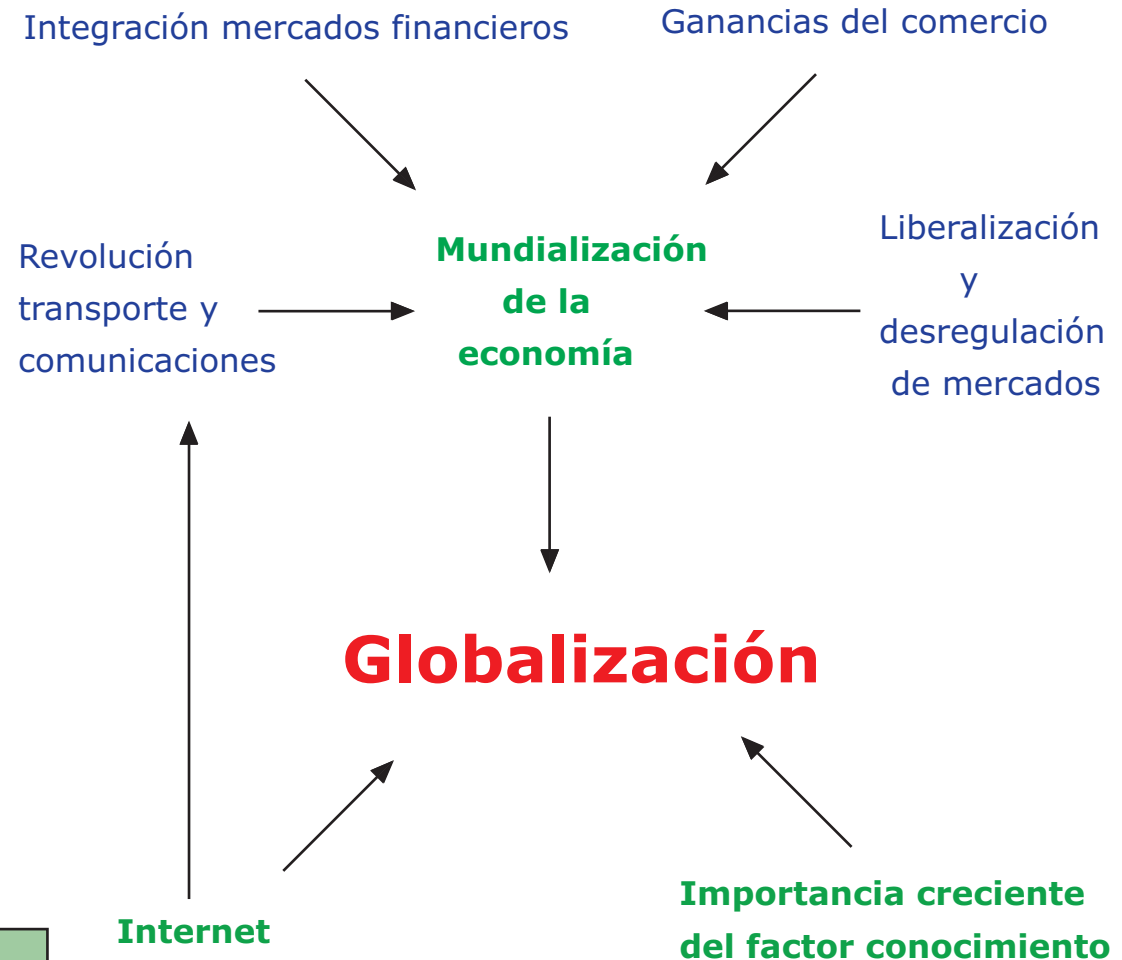 Integración mercados financieros
Ganancias del comercio
Revolución
transporte y
comunicaciones
Mundialización
de la
economía
Liberalización
y
desregulación
de mercados
Globalización
Internet
Importancia creciente
del factor conocimiento